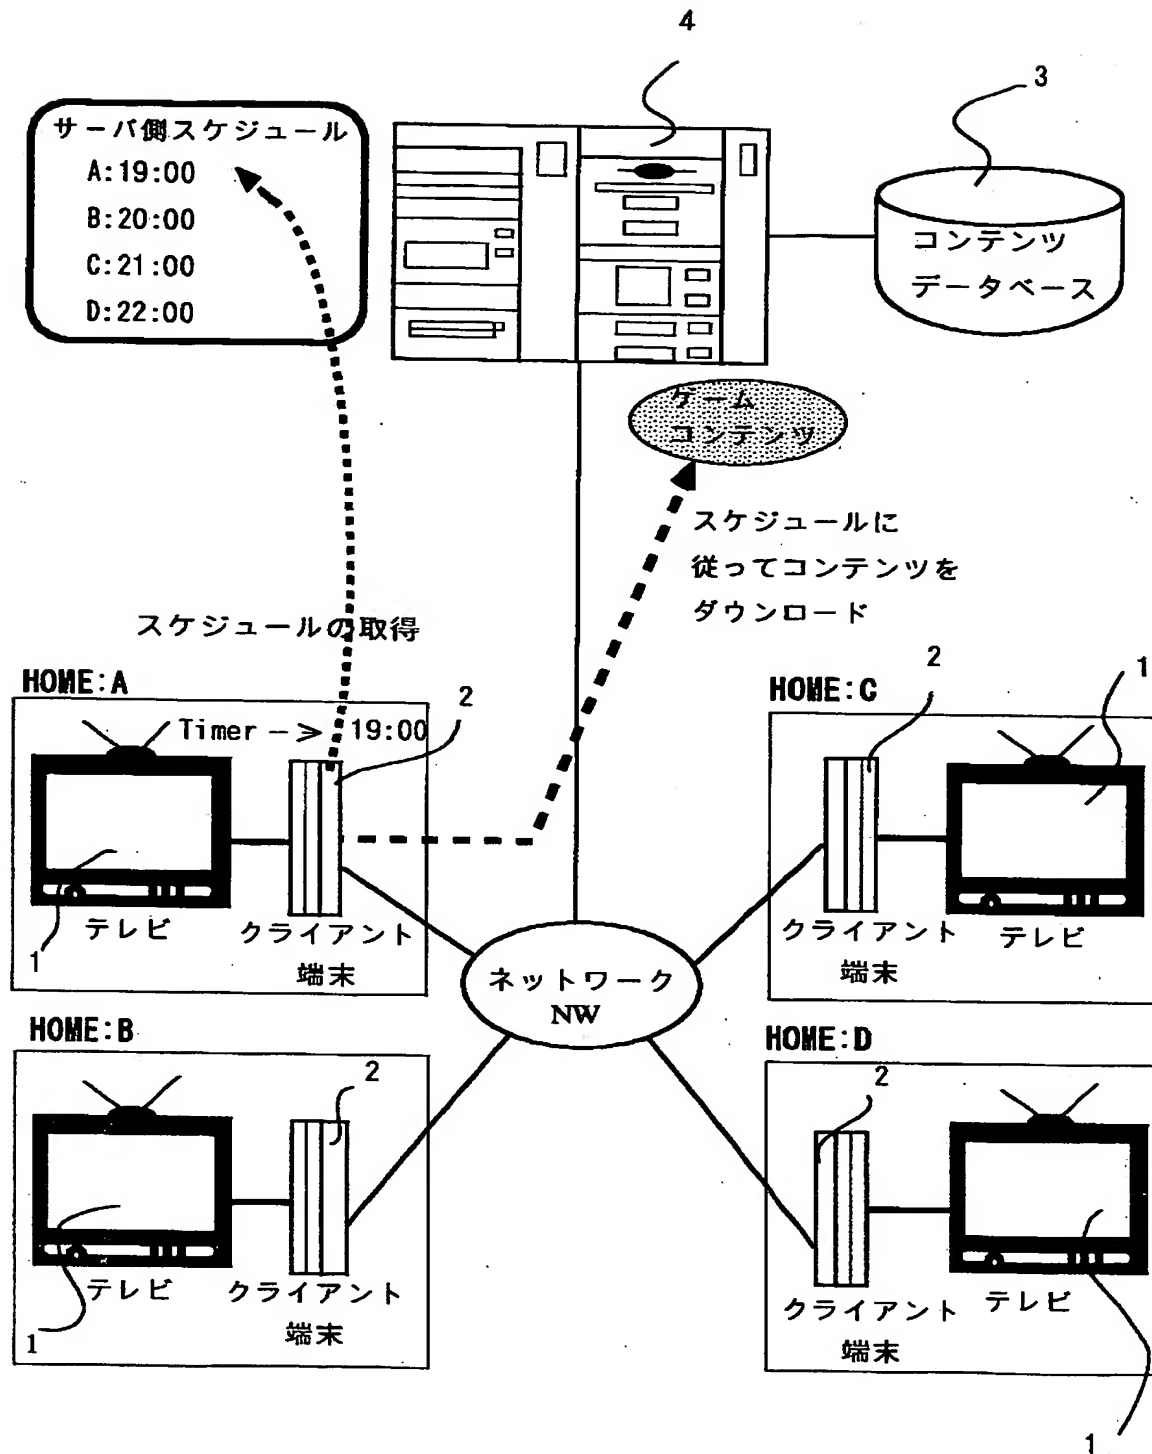 4
3
サーバ側スケジュール
A:19:00
B:20:00
C:21:00
D:22:00
コンテンツ
データベース
ゲーム
コンテンツ
スケジュールに
従ってコンテンツを
ダウンロード
スケジュールの取得
HOME:A
Timer -> 19:00
2
1
テレビ
クライアント
端末
HOME:C
2
1
クライアント
端末
テレビ
ネットワーク
NW
HOME:B
2
1
テレビ
クライアント
端末
HOME:D
2
クライアント
端末
テレビ
1